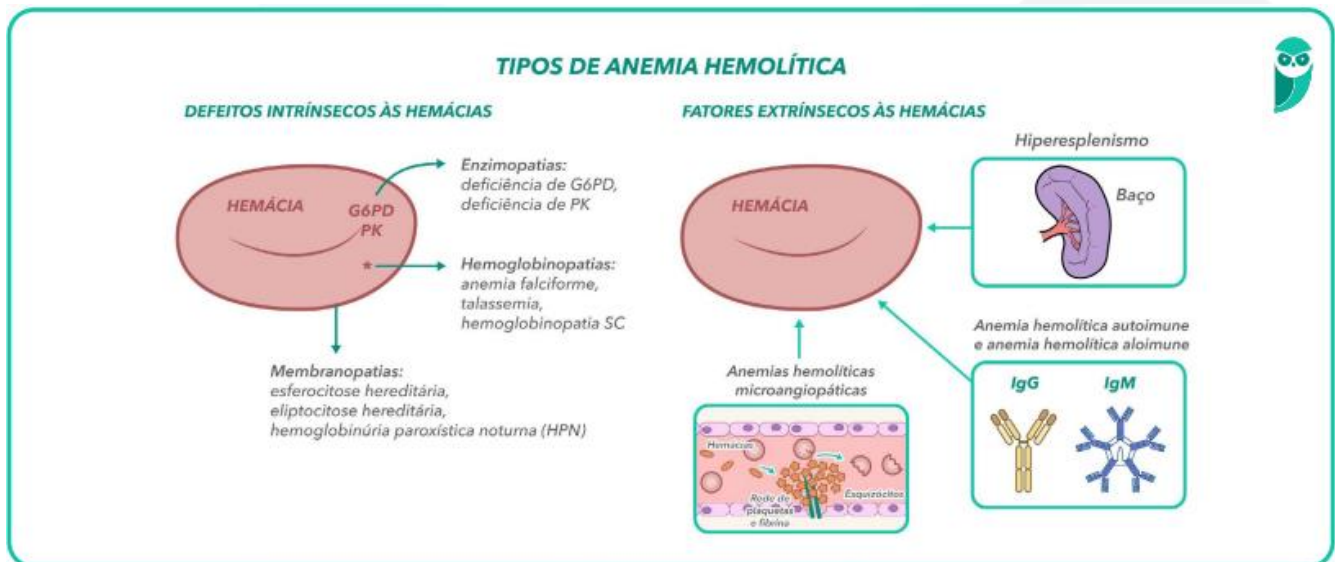 TIPOS DE ANEMIA HEMOLÍTICA
DEFEITOS INTRÍNSECOS ÀS HEMÁCIAS
HEMÁCIA
G6PD
PK
*
Enzimopatias:
deficiência de G6PD,
deficiência de PK
Hemoglobinopatias:
anemia falciforme,
talassemia,
hemoglobinopatia SC
Membranopatias:
esferocitose hereditária,
eliptocitose hereditária,
hemoglobinúria paroxística noturna (HPN)
FATORES EXTRÍNSECOS ÀS HEMÁCIAS
HEMÁCIA
Hiperesplenismo
Baço
Anemia hemolítica autoimune
e anemia hemolítica aloimune
IgG
IgM
Anemias hemolíticas
microangiopáticas
Hemácias
Rede de
plaquetas
e fibrina
Esquizócitos